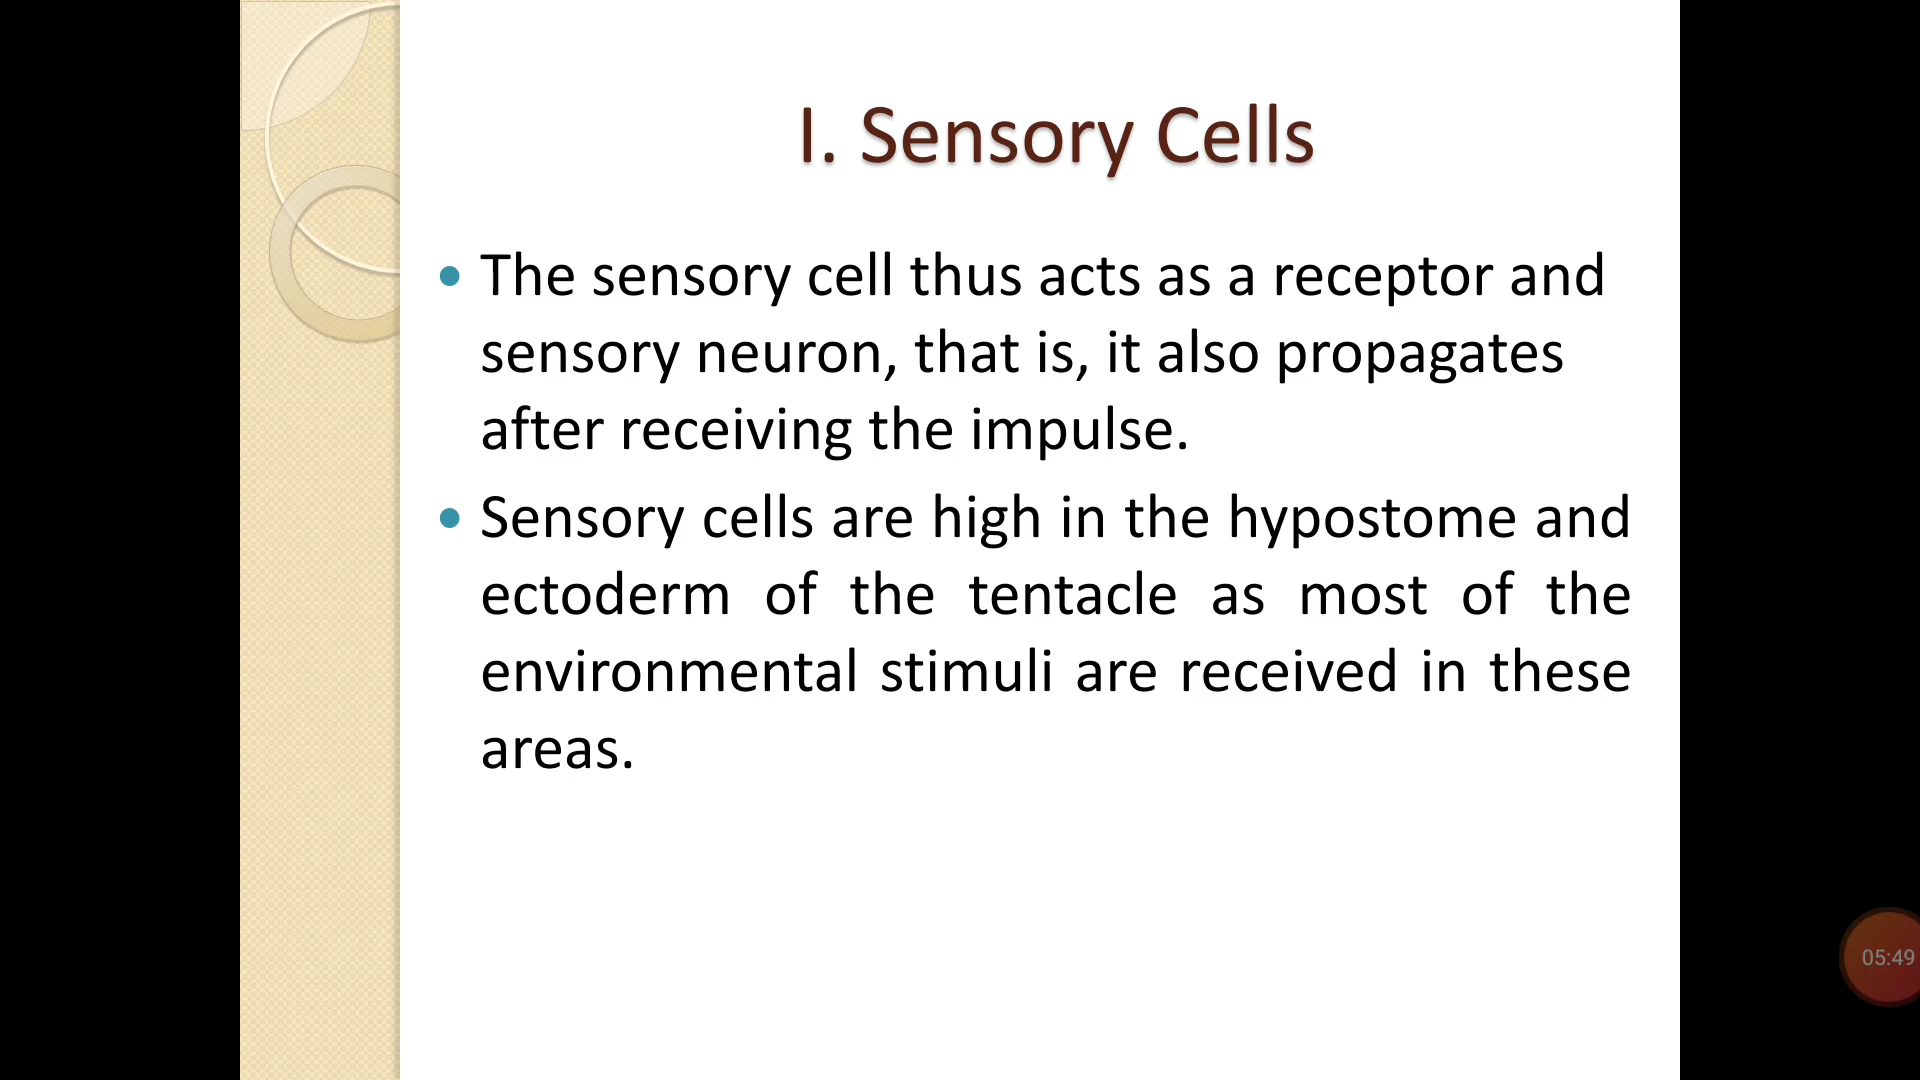 I. Sensory Cells
• The sensory cell thus acts as a receptor and
sensory neuron, that is, it also propagates
after receiving the impulse.
• Sensory cells are high in the hypostome and
ectoderm of the tentacle as most of the
environmental stimuli are received in these
areas.
05:49